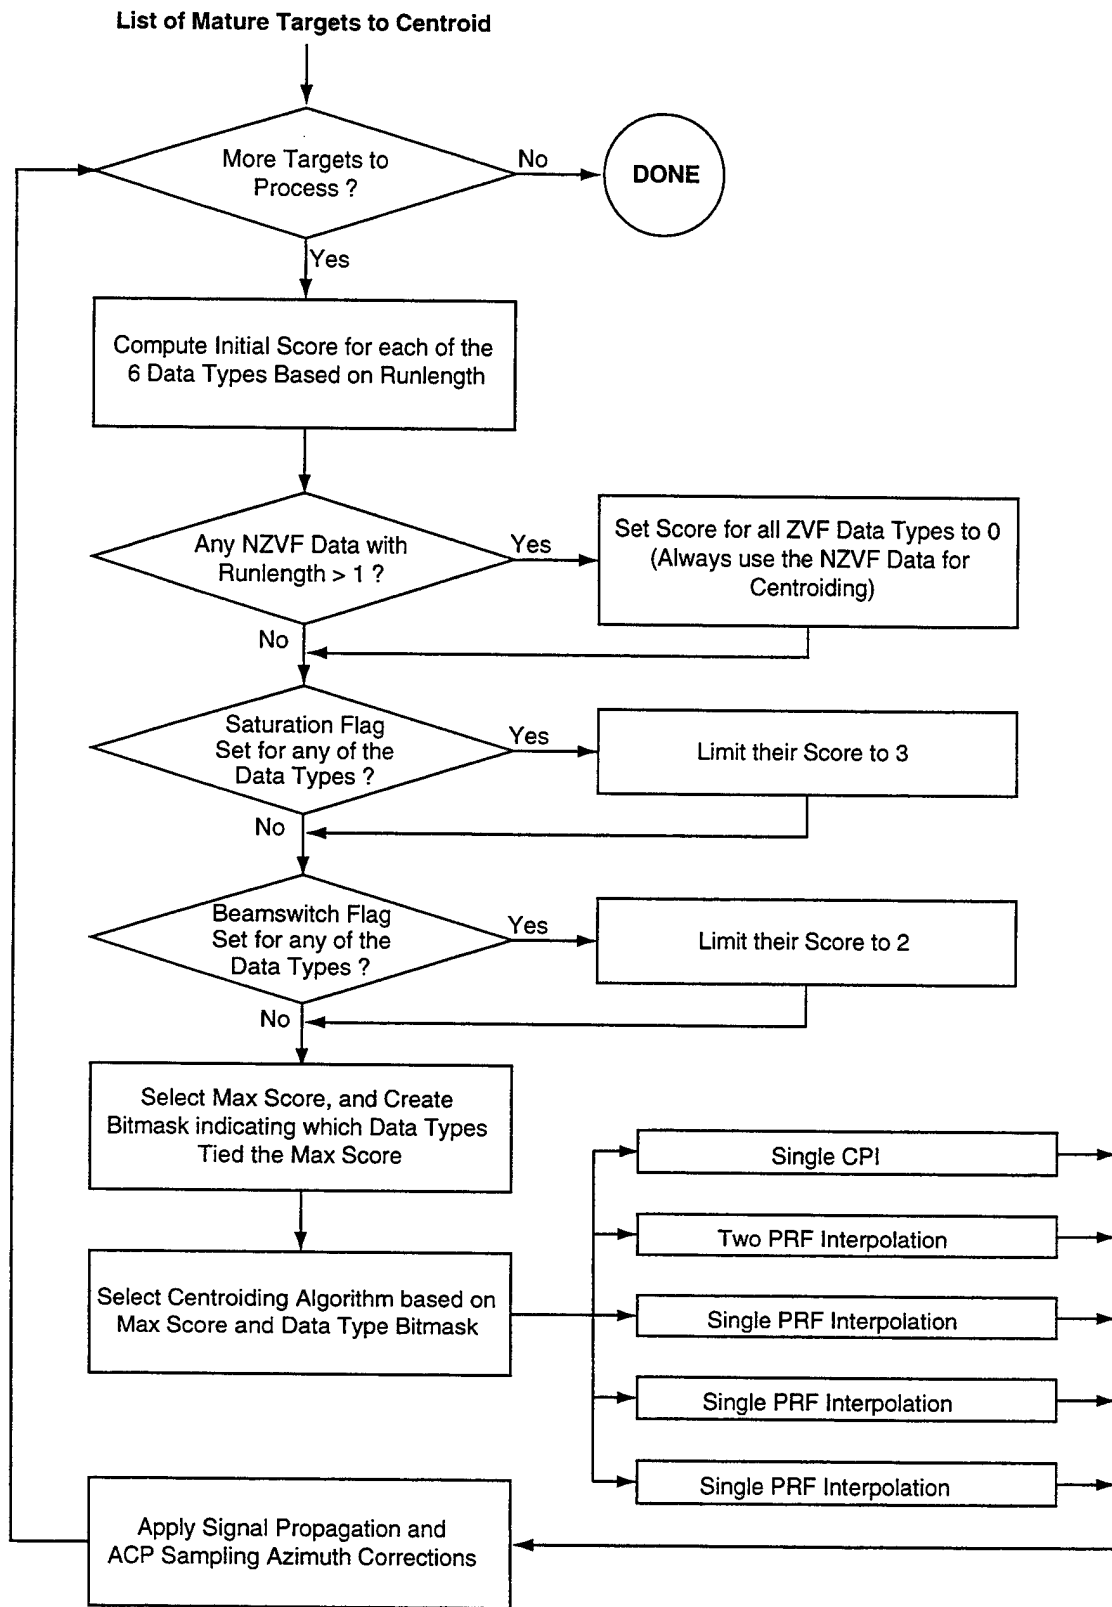 List of Mature Targets to Centroid
More Targets to
Process ?
No
DONE
Yes
Compute Initial Score for each of the
6 Data Types Based on Runlength
Any NZVF Data with
Runlength > 1 ?
Yes
Set Score for all ZVF Data Types to 0
(Always use the NZVF Data for
Centroiding)
No
Saturation Flag
Set for any of the
Data Types ?
Yes
Limit their Score to 3
No
Beamswitch Flag
Set for any of the
Data Types ?
Yes
Limit their Score to 2
No
Select Max Score, and Create
Bitmask indicating which Data Types
Tied the Max Score
Select Centroiding Algorithm based on
Max Score and Data Type Bitmask
Single CPI
Two PRF Interpolation
Single PRF Interpolation
Single PRF Interpolation
Single PRF Interpolation
Apply Signal Propagation and
ACP Sampling Azimuth Corrections